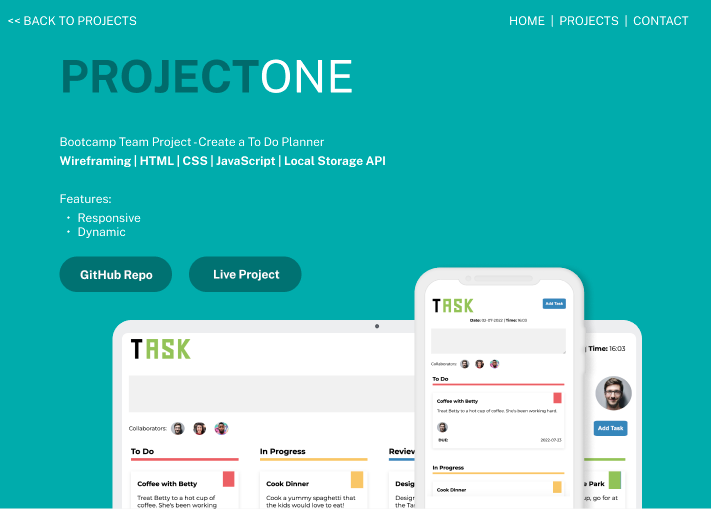 << BACK TO PROJECTS
HOME | PROJECTS | CONTACT
PROJECTONE
Bootcamp Team Project - Create a To Do Planner
Wireframing | HTML | CSS | JavaScript | Local Storage API
Features:
• Responsive
• Dynamic
GitHub Repo
Live Project
TASK
Time: 16:03
Collaborators:
Add Task
To Do
In Progress
Review
Coffee with Betty
Treat Betty to a hot cup of
coffee. She's been working
Cook Dinner
Cook a yummy spaghetti that
the kids would love to eat!
Design
the Tas
e Park
up, go for at
TASK
Add Task
Date: 02-07-2022 | Time: 16:03
Collaborators:
To Do
Coffee with Betty
Treat Betty to a hot cup of coffee. She's been working hard.
DUE:
2022-07-23
In Progress
Cook Dinner